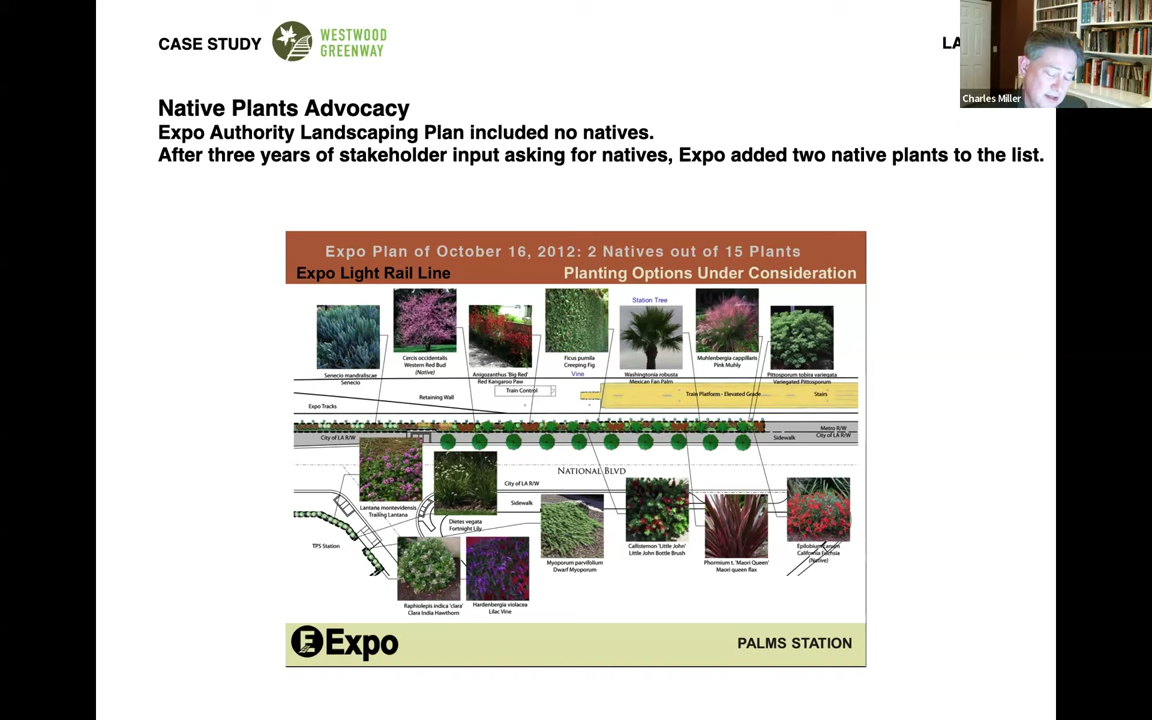 CASE STUDY
WESTWOOD
GREENWAY
LA
Charles Miller
Native Plants Advocacy
Expo Authority Landscaping Plan included no natives.
After three years of stakeholder input asking for natives, Expo added two native plants to the list.
Expo Plan of October 16, 2012: 2 Natives out of 15 Plants
Expo Light Rail Line
Planting Options Under Consideration
Station Tree
Senecio mandraliscae
Senecio
Cercis occidentalis
Western Red Bud
(Native)
Anigozanthus 'Big Red'
Red Kangaroo Paw
Ficus pumila
Creeping Fig
Vine
Washingtonia robusta
Mexican Fan Palm
Muhlenbergia cappillaris
Pink Muhly
Pittosporum tobira variegata
Variegated Pittosporum
Train Control
Retaining Wall
Train Platform - Elevated Grade
Stairs
Expo Tracks
Metro R/W
City of LA R/W
City of LA R/W
Sidewalk
NATIONAL BLVD
City of LA R/W
Sidewalk
Lantana montevidensis
Trailing Lantana
Dietes vegata
Fortnight Lily
TPS Station
Myoporum parvifolium
Dwarf Myoporum
Callistemon 'Little John'
Little John Bottle Brush
Phormium t. 'Maori Queen'
Maori queen flax
Epilobium
California Fuchsia
(Native)
Raphiolepis indica 'clara'
Clara India Hawthorn
Hardenbergia violacea
Lilac Vine
E Expo
PALMS STATION